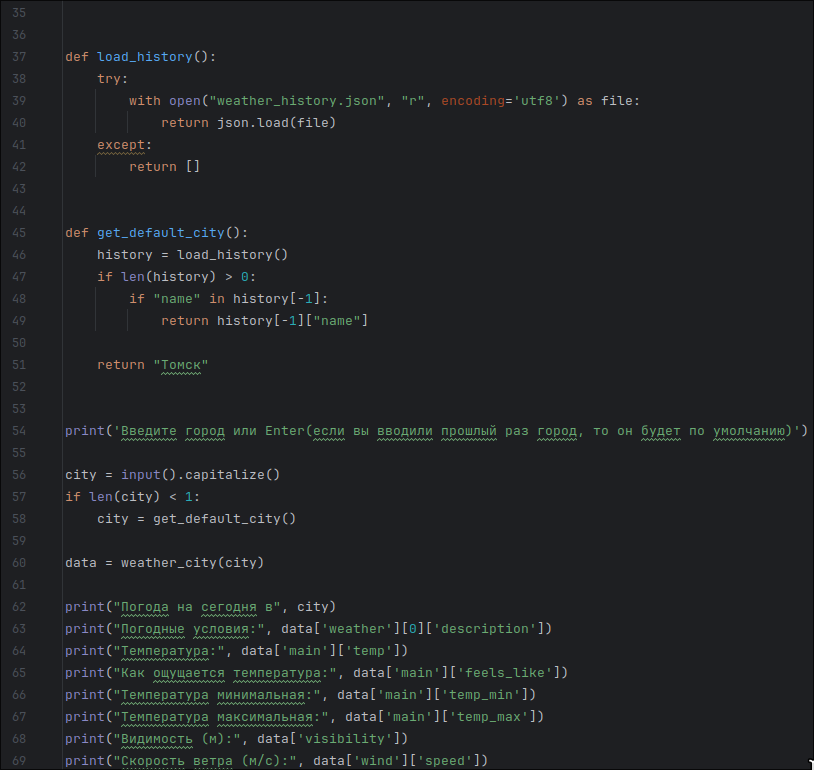 35
36
37 def load_history():
38     try:
39         with open("weather_history.json", "r", encoding='utf8') as file:
40             return json.load(file)
41     except:
42         return []
43
44
45 def get_default_city():
46     history = load_history()
47     if len(history) > 0:
48         if "name" in history[-1]:
49             return history[-1]["name"]
50
51     return "Томск"
52
53
54 print('Введите город или Enter(если вы вводили прошлый раз город, то он будет по умолчанию)')
55
56 city = input().capitalize()
57 if len(city) < 1:
58     city = get_default_city()
59
60 data = weather_city(city)
61
62 print("Погода на сегодня в", city)
63 print("Погодные условия:", data['weather'][0]['description'])
64 print("Температура:", data['main']['temp'])
65 print("Как ощущается температура:", data['main']['feels_like'])
66 print("Температура минимальная:", data['main']['temp_min'])
67 print("Температура максимальная:", data['main']['temp_max'])
68 print("Видимость (м):", data['visibility'])
69 print("Скорость ветра (м/с):", data['wind']['speed'])